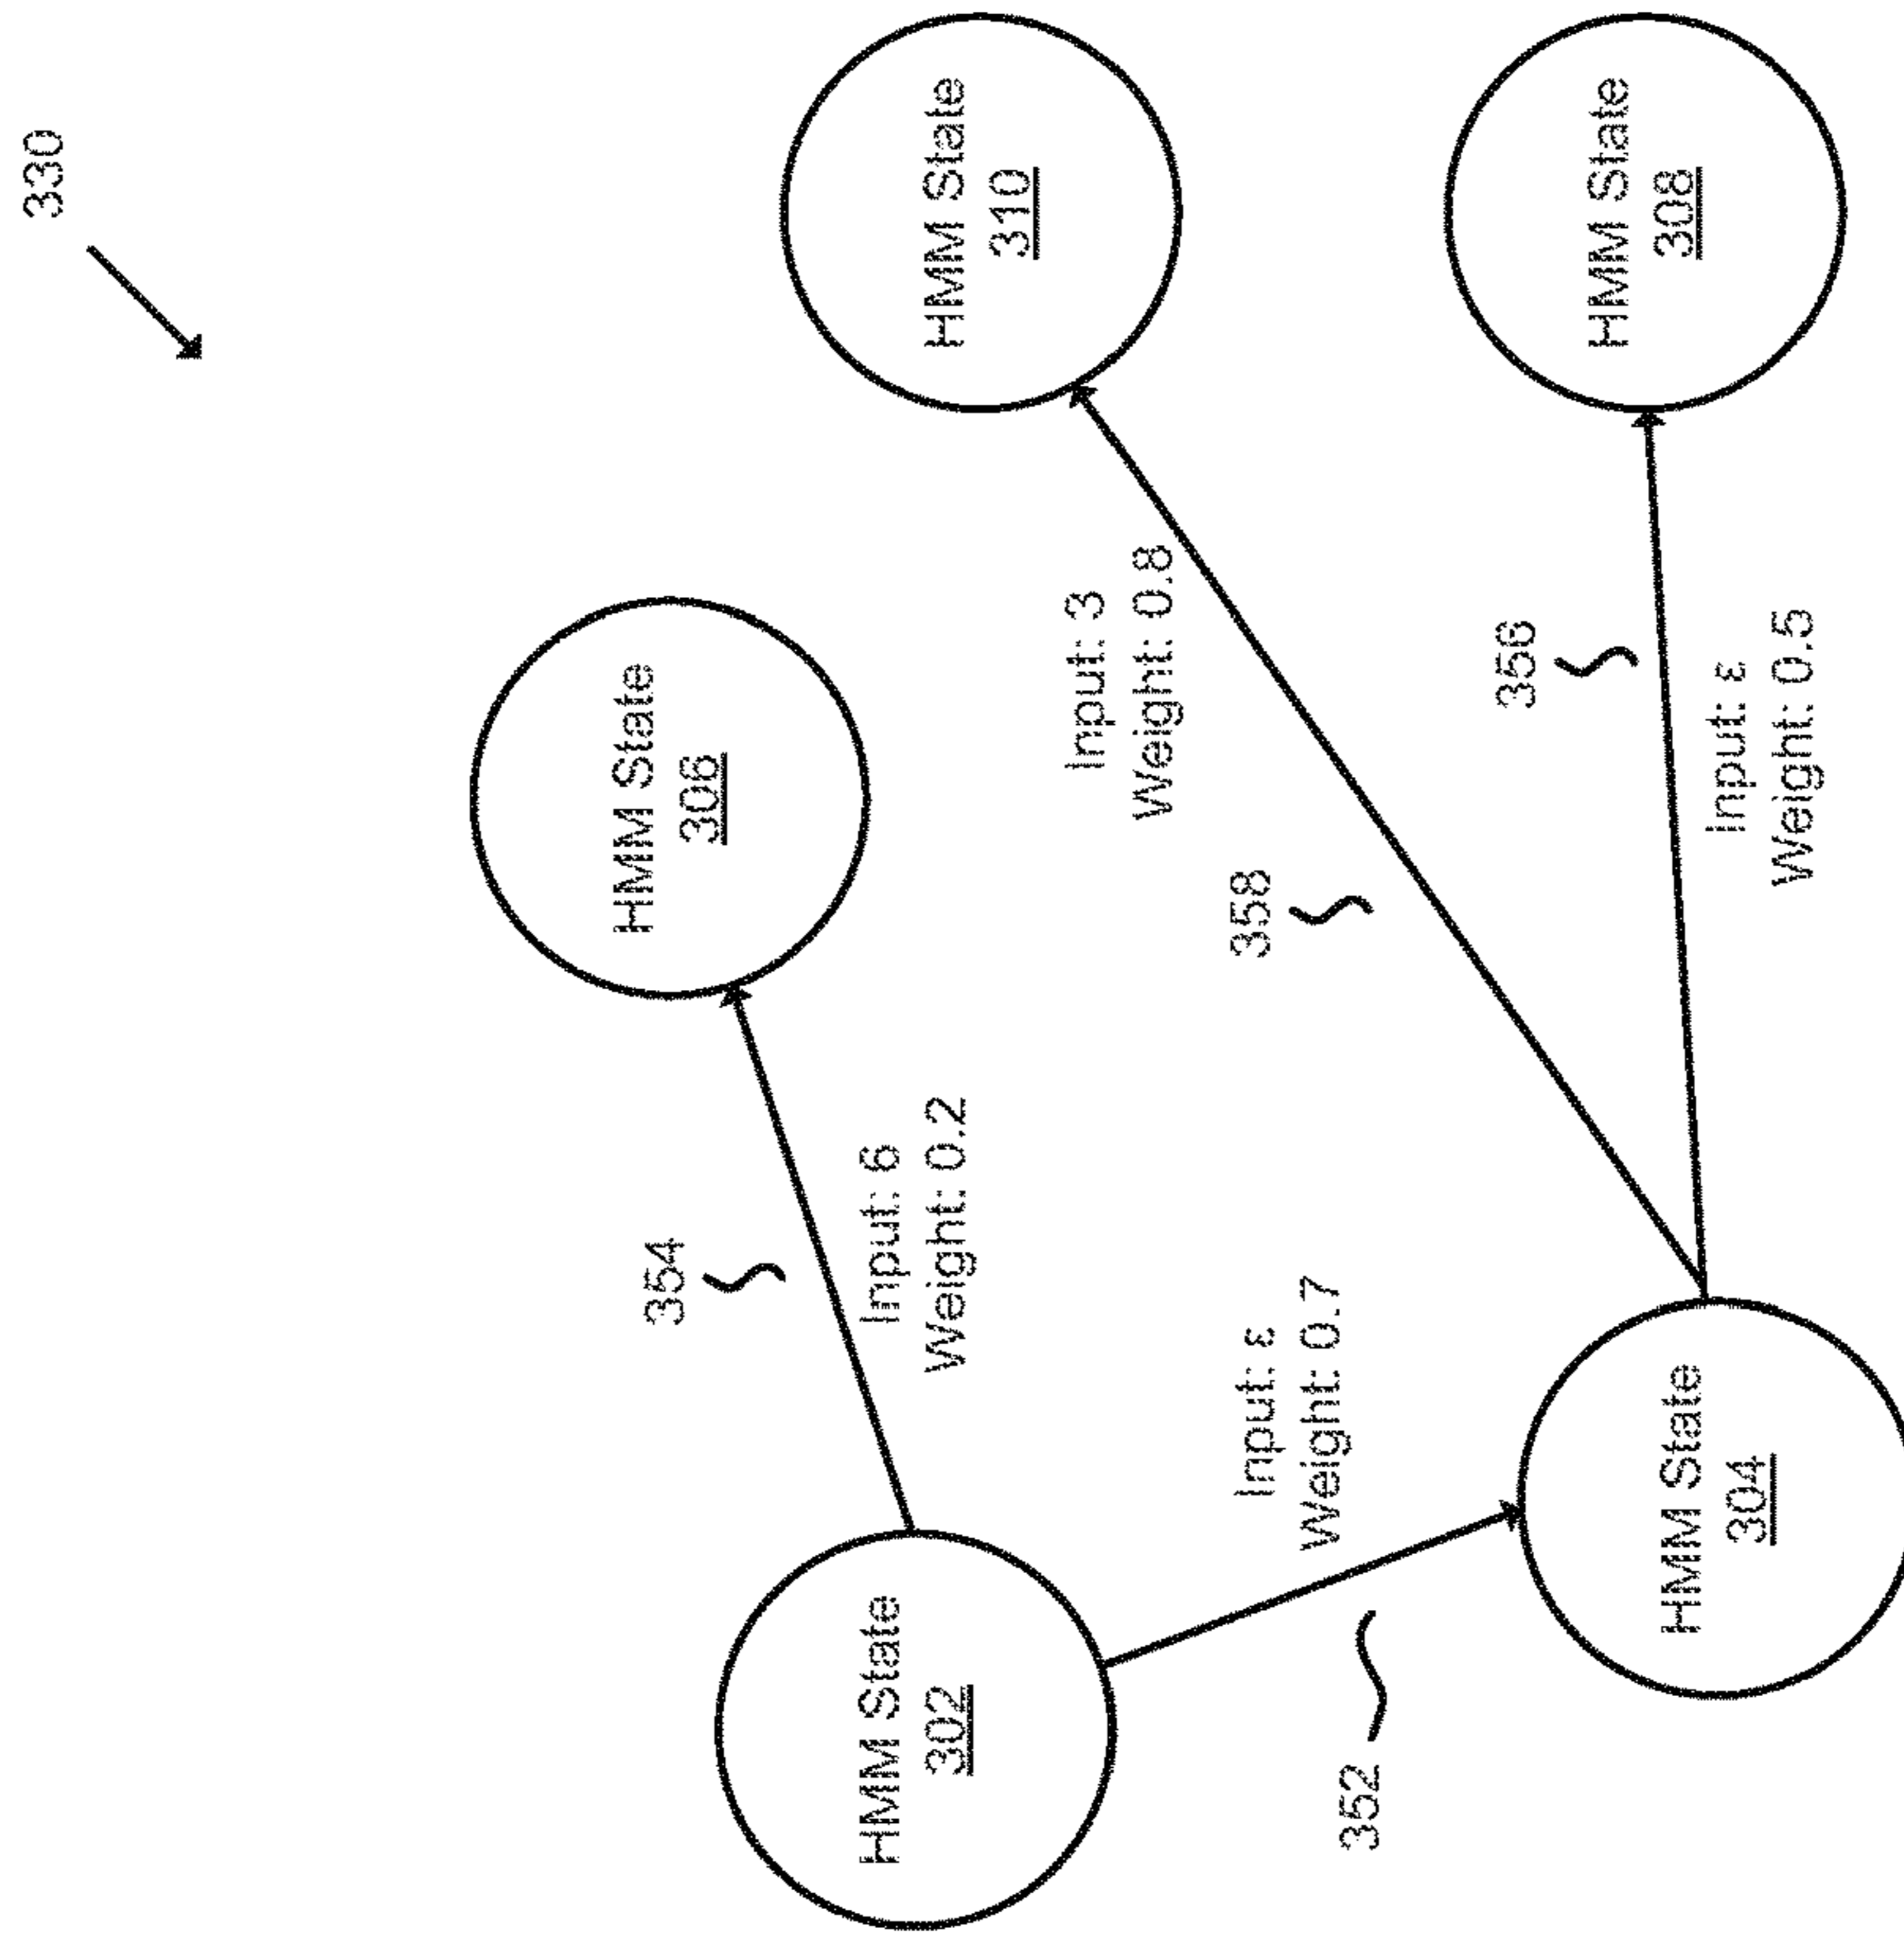 330
HMM State
306
354
HMM State
302
Input: 6
Weight: 0.2
HMM State
310
Input: 3
Weight: 0.8
358
Input: ε
Weight: 0.7
352
356
HMM State
308
HMM State
304
Input: ε
Weight: 0.5